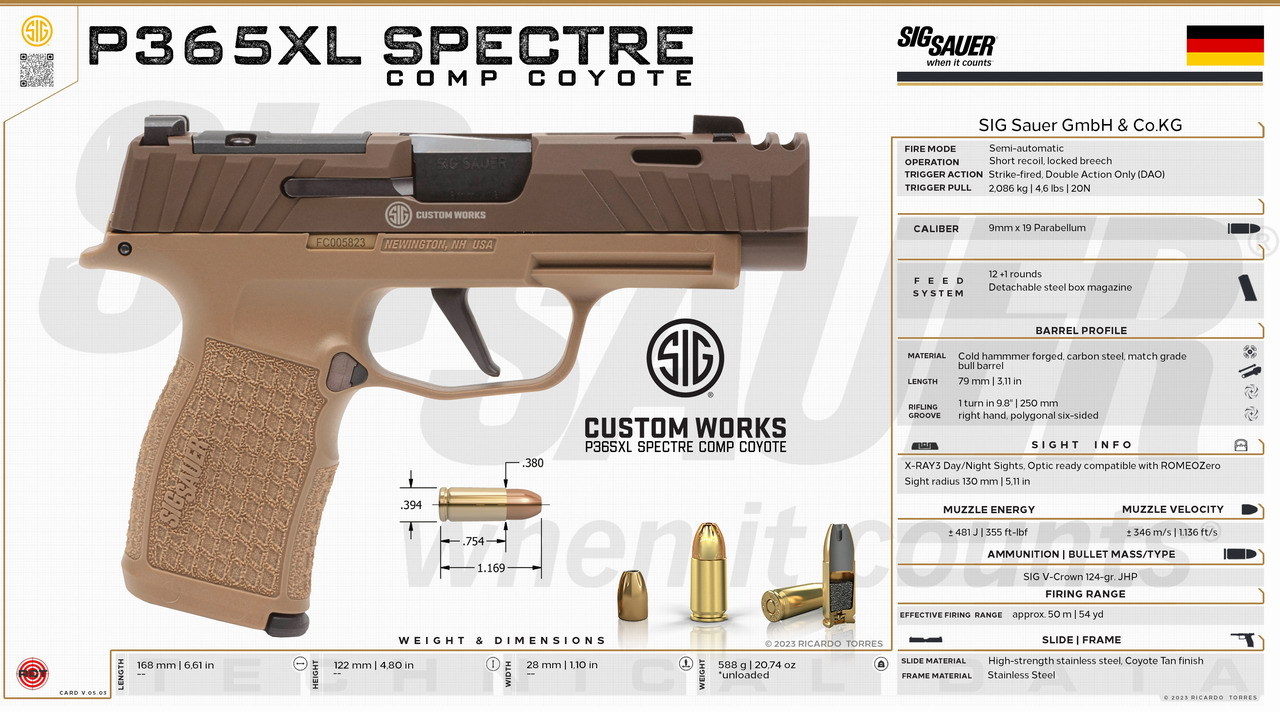 SIG
P365XL SPECTRE
COMP COYOTE
SIG SAUER
when it counts
SIG Sauer GmbH & Co.KG
FIRE MODE Semi-automatic
OPERATION Short recoil, locked breech
TRIGGER ACTION Strike-fired, Double Action Only (DAO)
TRIGGER PULL 2,086 kg | 4,6 lbs | 20N
CALIBER 9mm x 19 Parabellum
FEED SYSTEM
12 +1 rounds
Detachable steel box magazine
BARREL PROFILE
MATERIAL Cold hammmer forged, carbon steel, match grade
bull barrel
LENGTH 79 mm | 3,11 in
RIFLING GROOVE
1 turn in 9.8" | 250 mm
right hand, polygonal six-sided
SIGHT INFO
X-RAY3 Day/Night Sights, Optic ready compatible with ROMEOZero
Sight radius 130 mm | 5,11 in
MUZZLE ENERGY MUZZLE VELOCITY
± 481 J | 355 ft-lbf ± 346 m/s | 1,136 ft/s
AMMUNITION | BULLET MASS/TYPE
SIG V-Crown 124-gr. JHP
FIRING RANGE
EFFECTIVE FIRING RANGE approx. 50 m | 54 yd
SLIDE | FRAME
SLIDE MATERIAL High-strength stainless steel, Coyote Tan finish
FRAME MATERIAL Stainless Steel
© 2023 RICARDO TORRES
SIG SAUER
SIG CUSTOM WORKS
FC005823 NEWINGTON, NH USA
SIG SAUER
SIG
®
CUSTOM WORKS
P365XL SPECTRE COMP COYOTE
.380
.394
.754
1.169
© 2023 RICARDO TORRES
WEIGHT & DIMENSIONS
LENGTH 168 mm | 6,61 in
--
HEIGHT 122 mm | 4,80 in
--
WIDTH 28 mm | 1,10 in
--
WEIGHT 588 g | 20,74 oz
*unloaded
RDT
CARD V.05.03
SIG SAUER ®
when it counts ®
TECHNICAL DATA